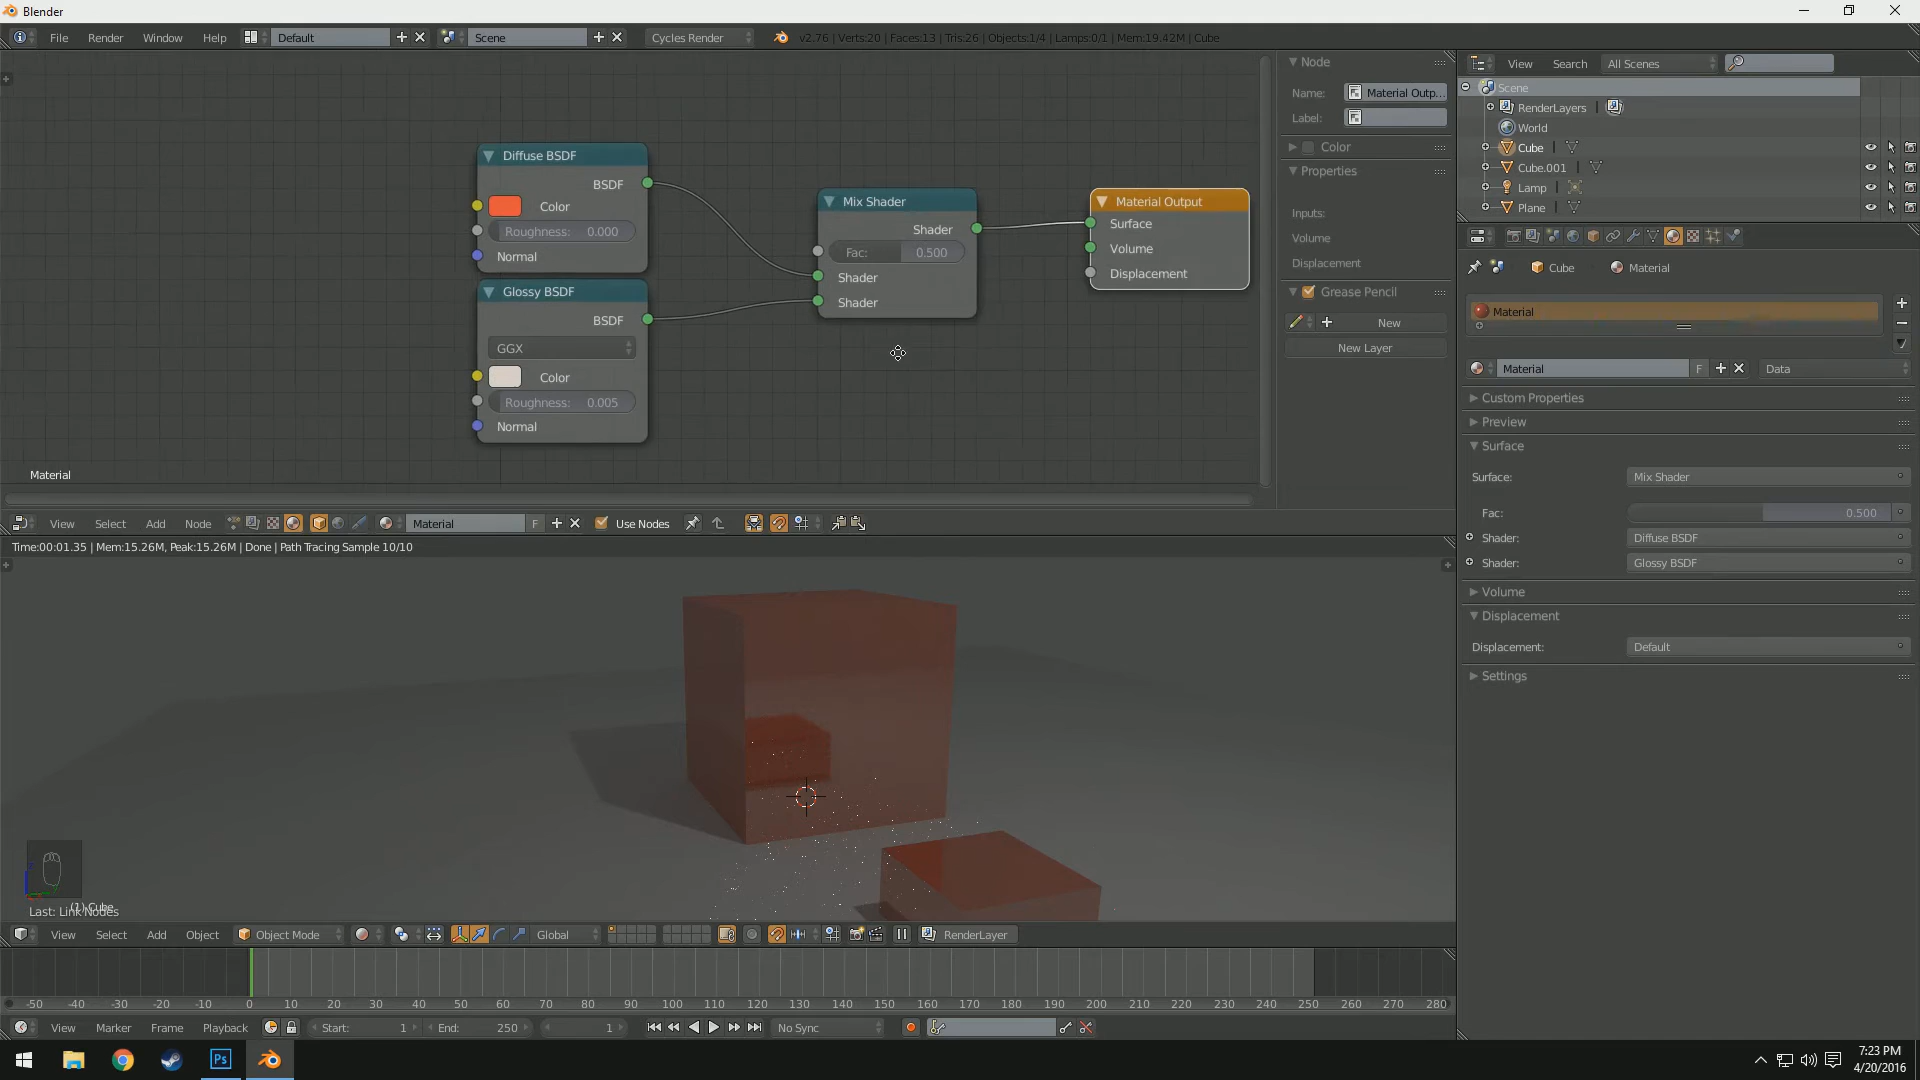 Blender
File Render Window Help Default Scene Cycles Render v2.76 | Verts:20 | Faces:13 | Tris:26 | Objects:1/4 | Lamps:0/1 | Mem:19.42M | Cube
Diffuse BSDF
BSDF
Color
Roughness: 0.000
Normal
Glossy BSDF
BSDF
GGX
Color
Roughness: 0.005
Normal
Mix Shader
Shader
Fac: 0.500
Shader
Shader
Material Output
Surface
Volume
Displacement
Material
Node
Name: Material Outp...
Label:
Color
Properties
Inputs:
Volume
Displacement
Grease Pencil
New
New Layer
View Select Add Node Material F Use Nodes
Time:00:01.35 | Mem:15.26M, Peak:15.26M | Done | Path Tracing Sample 10/10
(1) Cube
Last: Link Nodes
View Select Add Object Object Mode Global RenderLayer
-50 -40 -30 -20 -10 0 10 20 30 40 50 60 70 80 90 100 110 120 130 140 150 160 170 180 190 200 210 220 230 240 250 260 270 280
View Marker Frame Playback Start: 1 End: 250 1 No Sync
View Search All Scenes
Scene
RenderLayers
World
Cube
Cube.001
Lamp
Plane
Cube Material
Material
Material F Data
Custom Properties
Preview
Surface
Surface: Mix Shader
Fac: 0.500
Shader: Diffuse BSDF
Shader: Glossy BSDF
Volume
Displacement
Displacement: Default
Settings
Ps
7:23 PM
4/20/2016